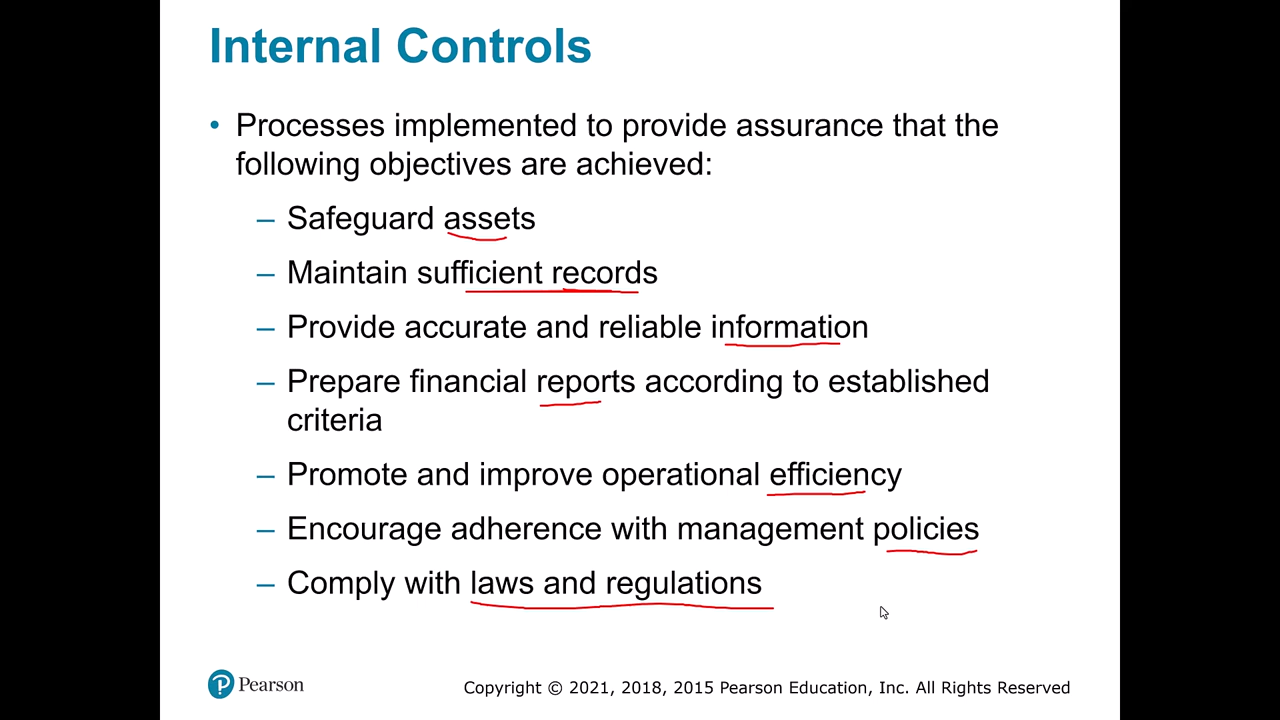 Internal Controls
• Processes implemented to provide assurance that the
following objectives are achieved:
– Safeguard assets
– Maintain sufficient records
– Provide accurate and reliable information
– Prepare financial reports according to established
criteria
– Promote and improve operational efficiency
– Encourage adherence with management policies
– Comply with laws and regulations
Pearson
Copyright © 2021, 2018, 2015 Pearson Education, Inc. All Rights Reserved